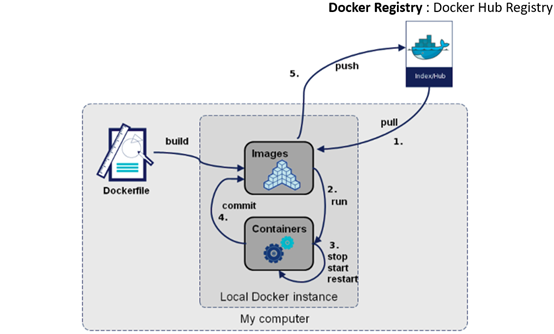 Docker Registry : Docker Hub Registry
Index/Hub
5.
push
pull
1.
build
Dockerfile
Images
2.
run
commit
4.
Containers
3.
stop
start
restart
Local Docker instance
My computer